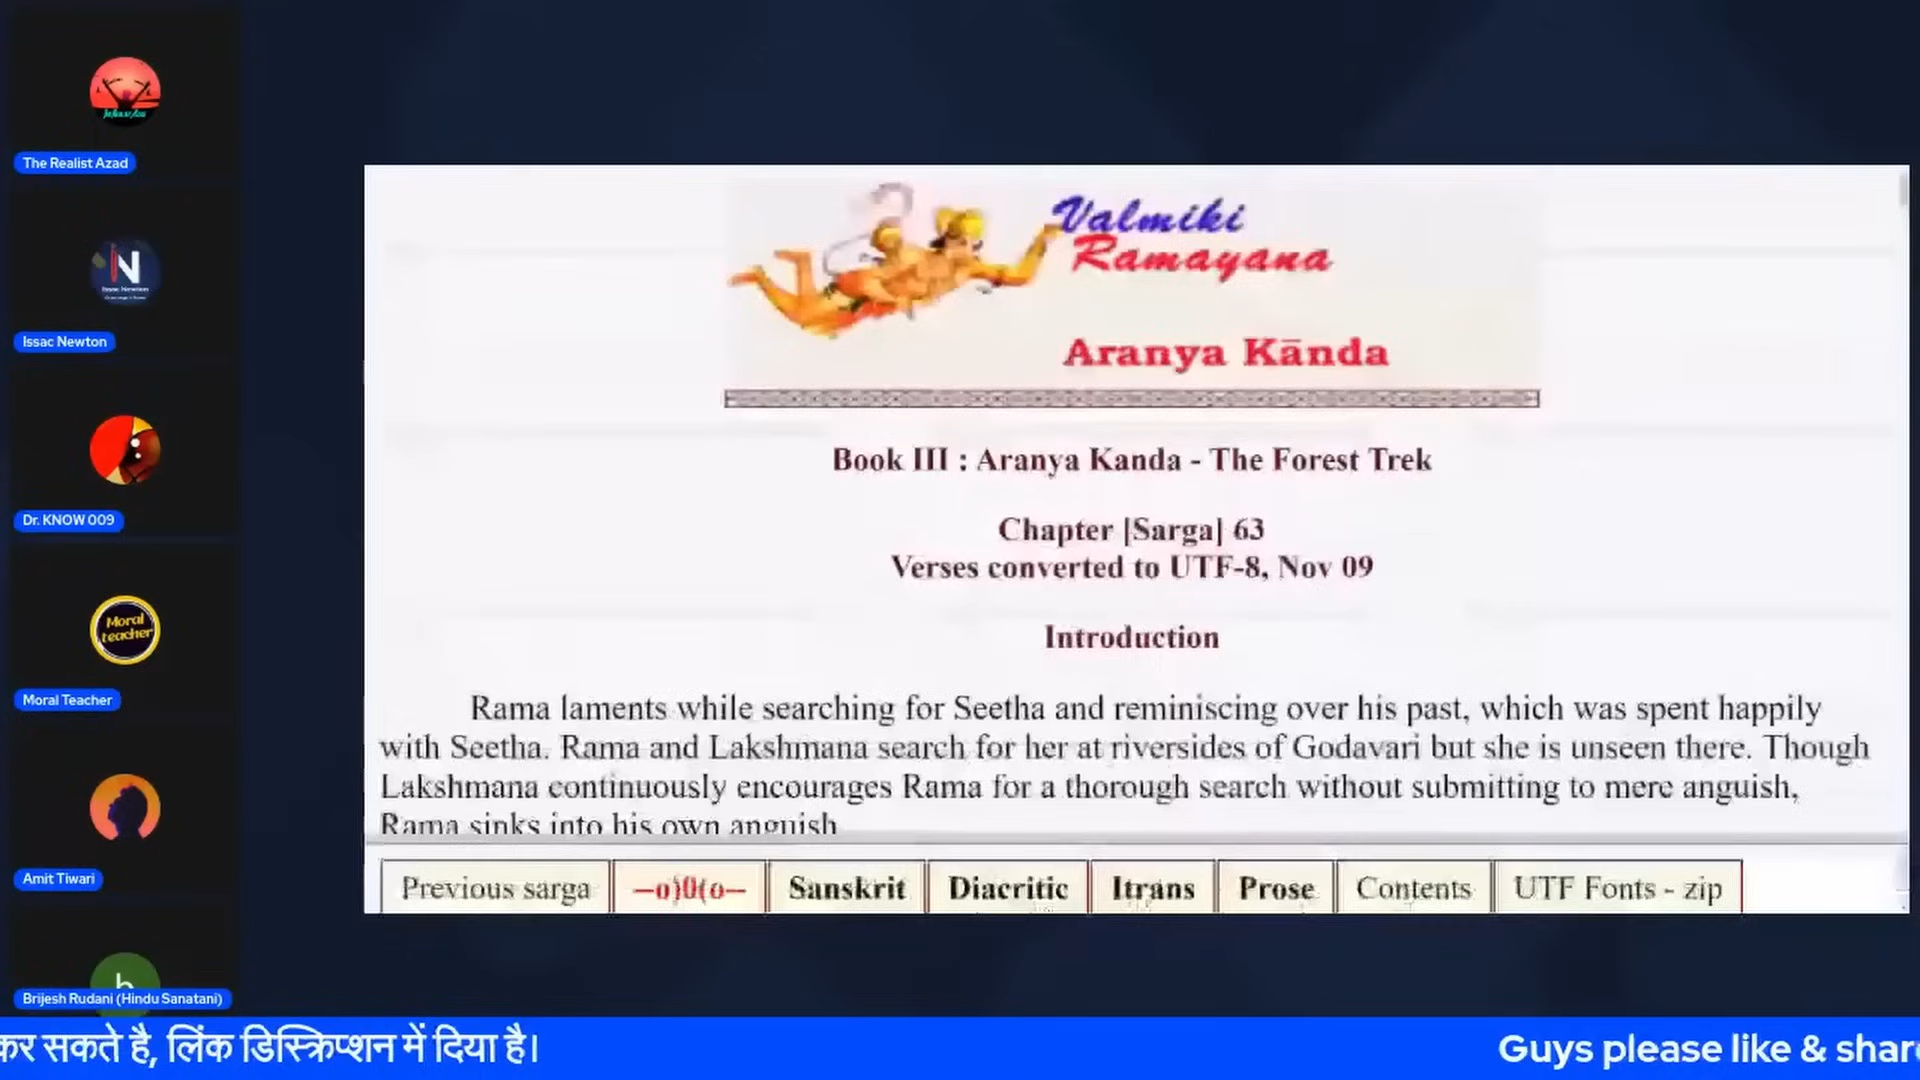 The Realist Azad
Issac Newton
Dr. KNOW 009
Moral
teacher
Moral Teacher
Amit Tiwari
Brijesh Rudani (Hindu Sanatani)
Valmiki
Ramayana
Aranya Kānda
Book III : Aranya Kanda - The Forest Trek
Chapter [Sarga] 63
Verses converted to UTF-8, Nov 09
Introduction
Rama laments while searching for Seetha and reminiscing over his past, which was spent happily
with Seetha. Rama and Lakshmana search for her at riversides of Godavari but she is unseen there. Though
Lakshmana continuously encourages Rama for a thorough search without submitting to mere anguish,
Rama sinks into his own anguish
Previous sarga —o)0(o— Sanskrit Diacritic Itrans Prose Contents UTF Fonts - zip
कर सकते है, लिंक डिस्क्रिप्शन में दिया है।
Guys please like & share